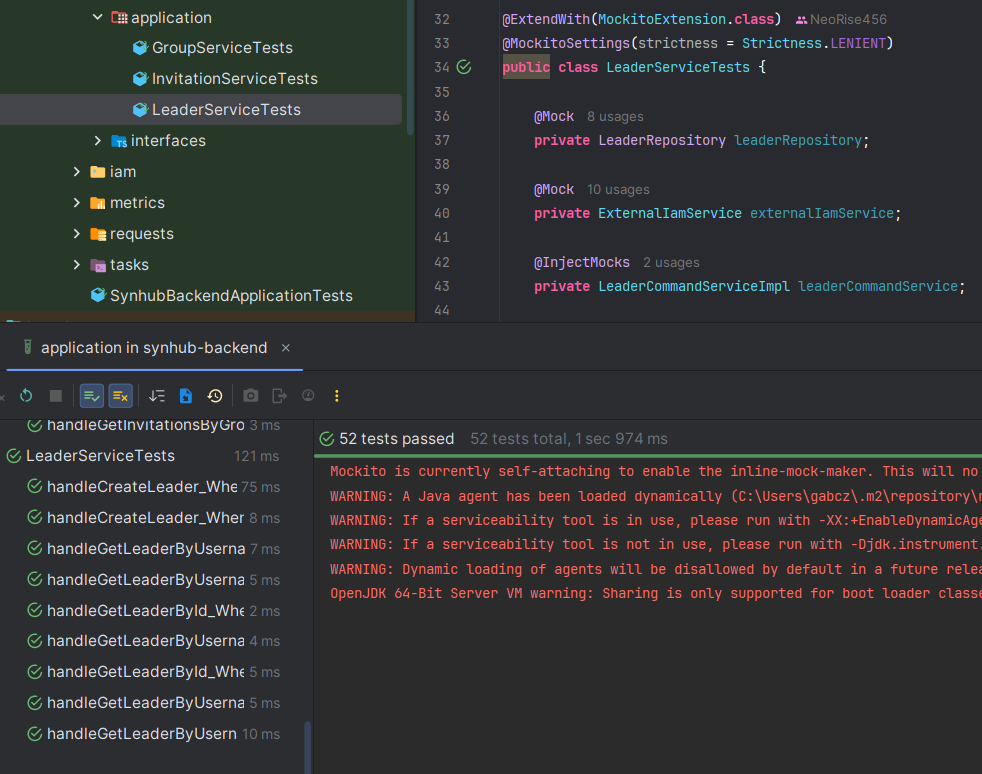 application
GroupServiceTests
InvitationServiceTests
LeaderServiceTests
interfaces
iam
metrics
requests
tasks
SynhubBackendApplicationTests
32 @ExtendWith(MockitoExtension.class) NeoRise456
33 @MockitoSettings(strictness = Strictness.LENIENT)
34 public class LeaderServiceTests {
35
36 @Mock 8 usages
37 private LeaderRepository leaderRepository;
38
39 @Mock 10 usages
40 private ExternalIamService externalIamService;
41
42 @InjectMocks 2 usages
43 private LeaderCommandServiceImpl leaderCommandService;
44
application in synhub-backend ×
handleGetInvitationsByGro 3 ms
LeaderServiceTests 121 ms
handleCreateLeader_Whe 75 ms
handleCreateLeader_Wher 8 ms
handleGetLeaderByUserna 7 ms
handleGetLeaderByUserna 5 ms
handleGetLeaderById_Whe 2 ms
handleGetLeaderByUserna 4 ms
handleGetLeaderById_Whe 5 ms
handleGetLeaderByUserna 5 ms
handleGetLeaderByUsern 10 ms
52 tests passed 52 tests total, 1 sec 974 ms
Mockito is currently self-attaching to enable the inline-mock-maker. This will no
WARNING: A Java agent has been loaded dynamically (C:\Users\gabcz\.m2\repository\
WARNING: If a serviceability tool is in use, please run with -XX:+EnableDynamicAge
WARNING: If a serviceability tool is not in use, please run with -Djdk.instrument.
WARNING: Dynamic loading of agents will be disallowed by default in a future relea
OpenJDK 64-Bit Server VM warning: Sharing is only supported for boot loader classe